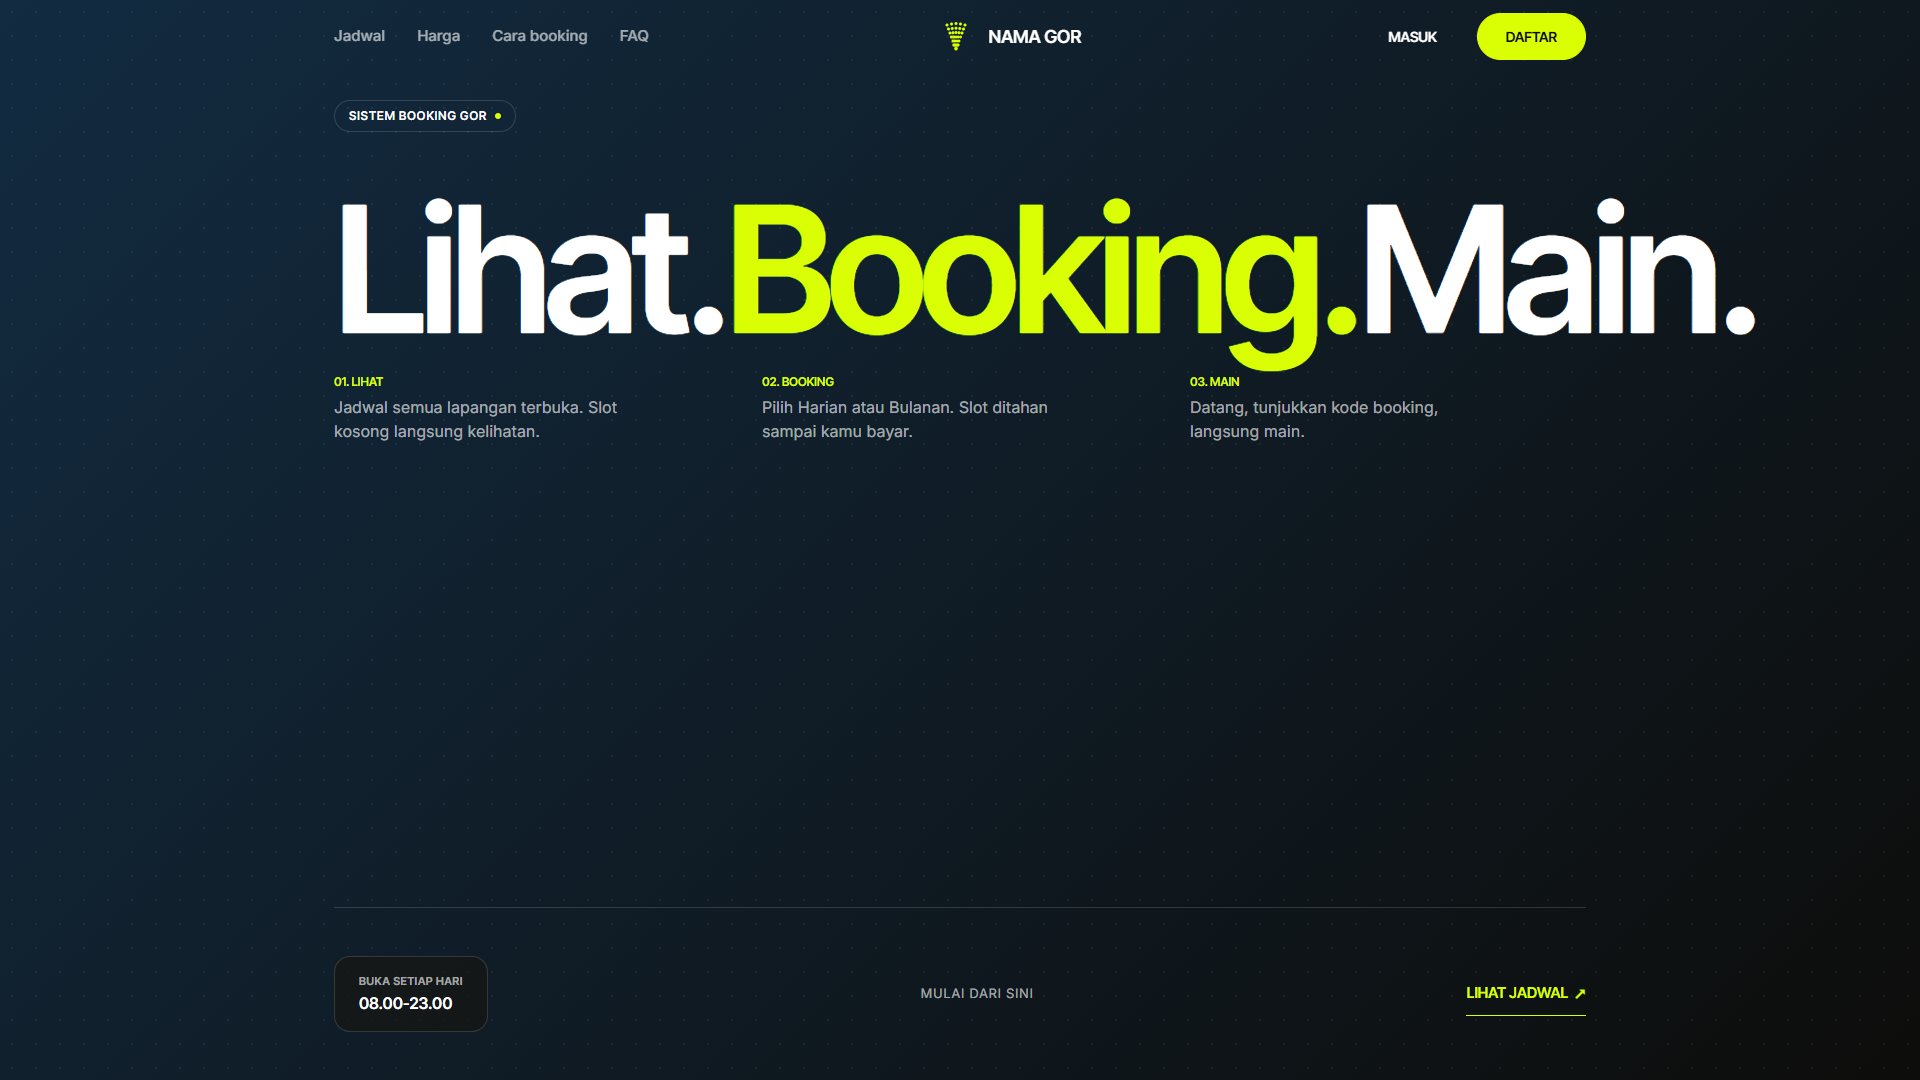 Jadwal Harga Cara booking FAQ NAMA GOR MASUK DAFTAR
SISTEM BOOKING GOR
Lihat.Booking.Main.
01. LIHAT
Jadwal semua lapangan terbuka. Slot
kosong langsung kelihatan.
02. BOOKING
Pilih Harian atau Bulanan. Slot ditahan
sampai kamu bayar.
03. MAIN
Datang, tunjukkan kode booking,
langsung main.
BUKA SETIAP HARI
08.00-23.00
MULAI DARI SINI
LIHAT JADWAL ↗